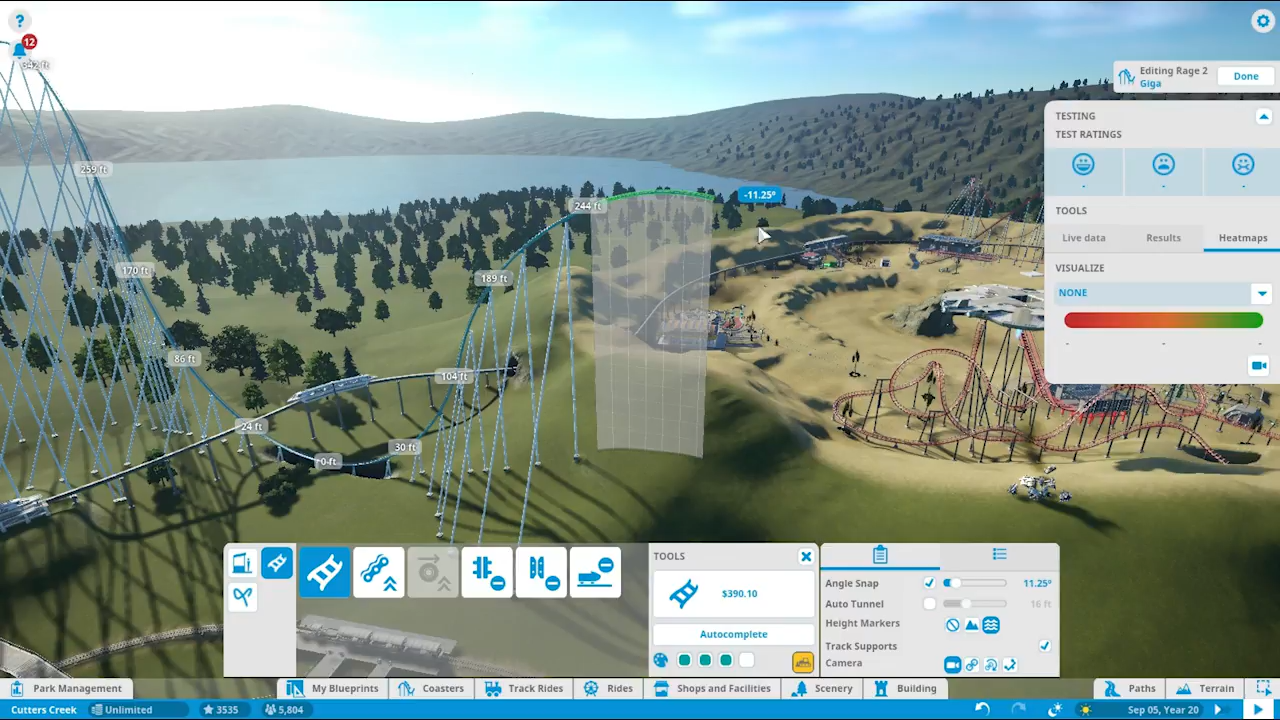 ?
12
342 ft
259 ft
170 ft
86 ft
24 ft
0 ft
30 ft
104 ft
189 ft
244 ft
-11.25°
Editing Rage 2
Giga
Done
TESTING
TEST RATINGS
- - -
TOOLS
Live data Results Heatmaps
VISUALIZE
NONE
- - -
TOOLS
$390.10
Autocomplete
Angle Snap 11.25°
Auto Tunnel 16 ft
Height Markers
Track Supports
Camera
Park Management My Blueprints Coasters Track Rides Rides Shops and Facilities Scenery Building Paths Terrain
Cutters Creek Unlimited 3535 5,804 Sep 05, Year 20